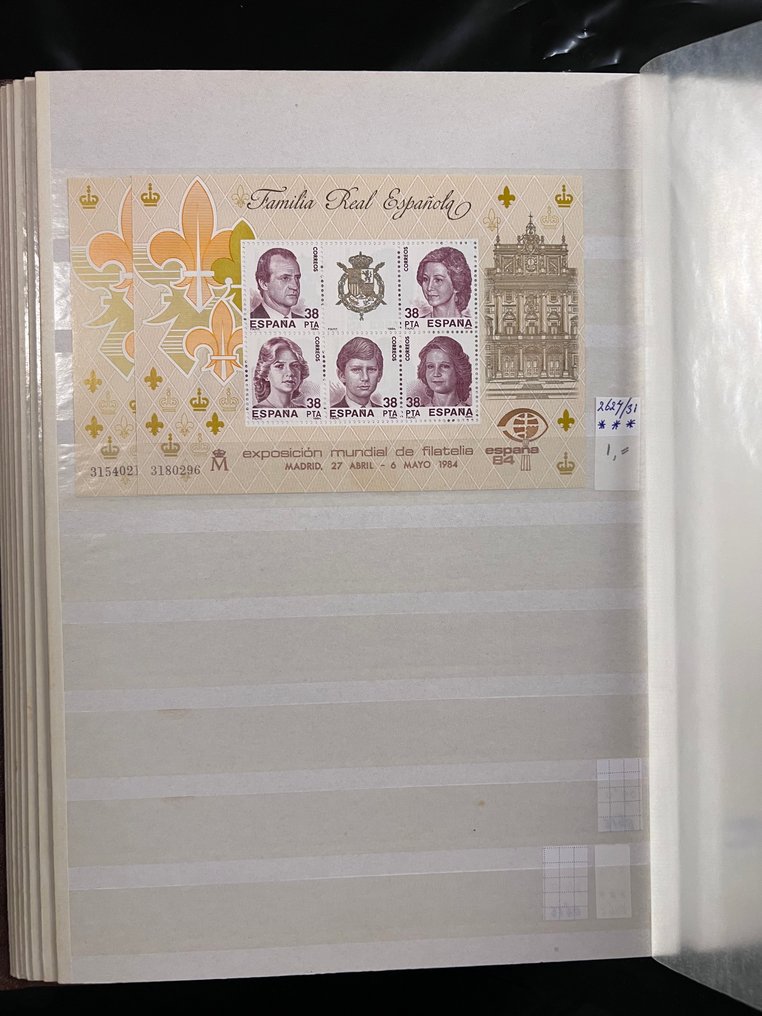 Familia Real Española
CORREOS
38
PTA
ESPAÑA
CORREOS
38
PTA
ESPAÑA
CORREOS
38
ESPAÑA PTA
CORREOS
38
ESPAÑA PTA
CORREOS
38
PTA ESPAÑA
2627/31
* * *
1,=
exposición mundial de filatelia
MADRID, 27 ABRIL - 6 MAYO 1984
españa
84
3154021
3180296
M